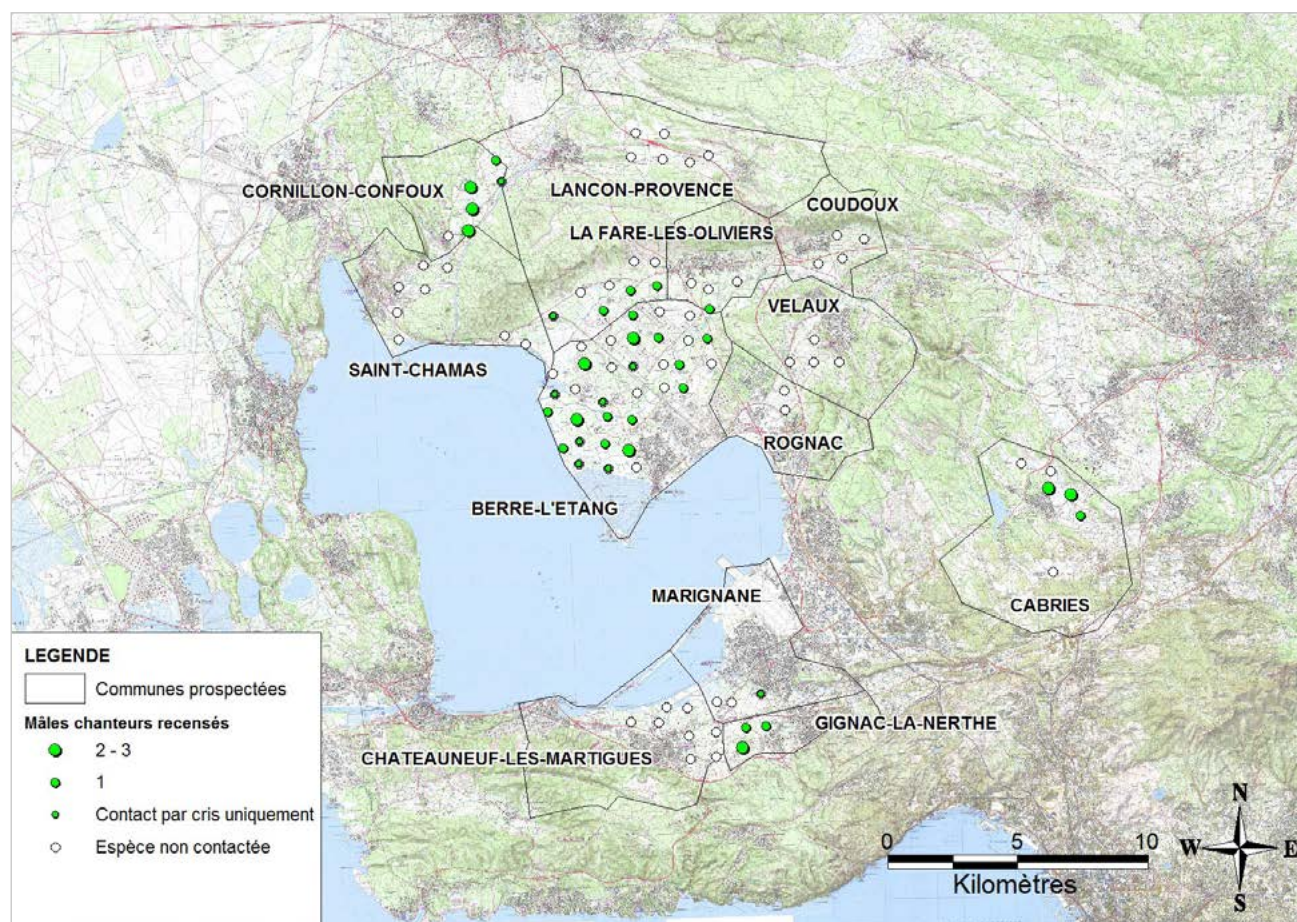 CORNILLON-CONFOUX
LANCON-PROVENCE
COUDOUX
LA FARE-LES-OLIVIERS
VELAUX
SAINT-CHAMAS
ROGNAC
BERRE-L'ETANG
MARIGNANE
CABRIES
GIGNAC-LA-NERTHE
CHATEAUNEUF-LES-MARTIGUES
LEGENDE
Communes prospectées
Mâles chanteurs recensés
2 - 3
1
Contact par cris uniquement
Espèce non contactée
0 5 10
Kilomètres
N
W E
S